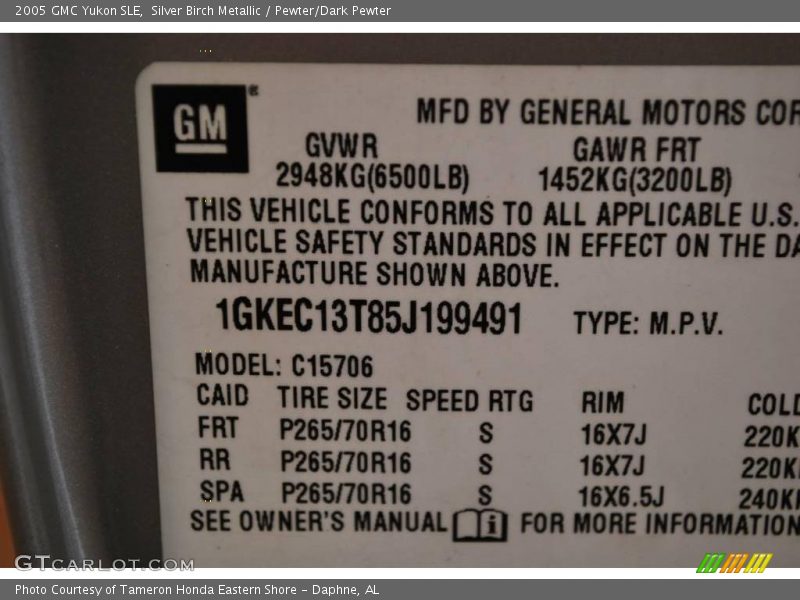 2005 GMC Yukon SLE,  Silver Birch Metallic / Pewter/Dark Pewter
GM ®
MFD BY GENERAL MOTORS COR
GVWR GAWR FRT
2948KG(6500LB) 1452KG(3200LB)
THIS VEHICLE CONFORMS TO ALL APPLICABLE U.S.
VEHICLE SAFETY STANDARDS IN EFFECT ON THE DA
MANUFACTURE SHOWN ABOVE.
1GKEC13T85J199491 TYPE: M.P.V.
MODEL: C15706
CAID TIRE SIZE SPEED RTG RIM COLD
FRT P265/70R16 S 16X7J 220K
RR P265/70R16 S 16X7J 220K
SPA P265/70R16 S 16X6.5J 240K
SEE OWNER'S MANUAL i FOR MORE INFORMATION
GTCARLOT.COM
Photo Courtesy of Tameron Honda Eastern Shore - Daphne, AL